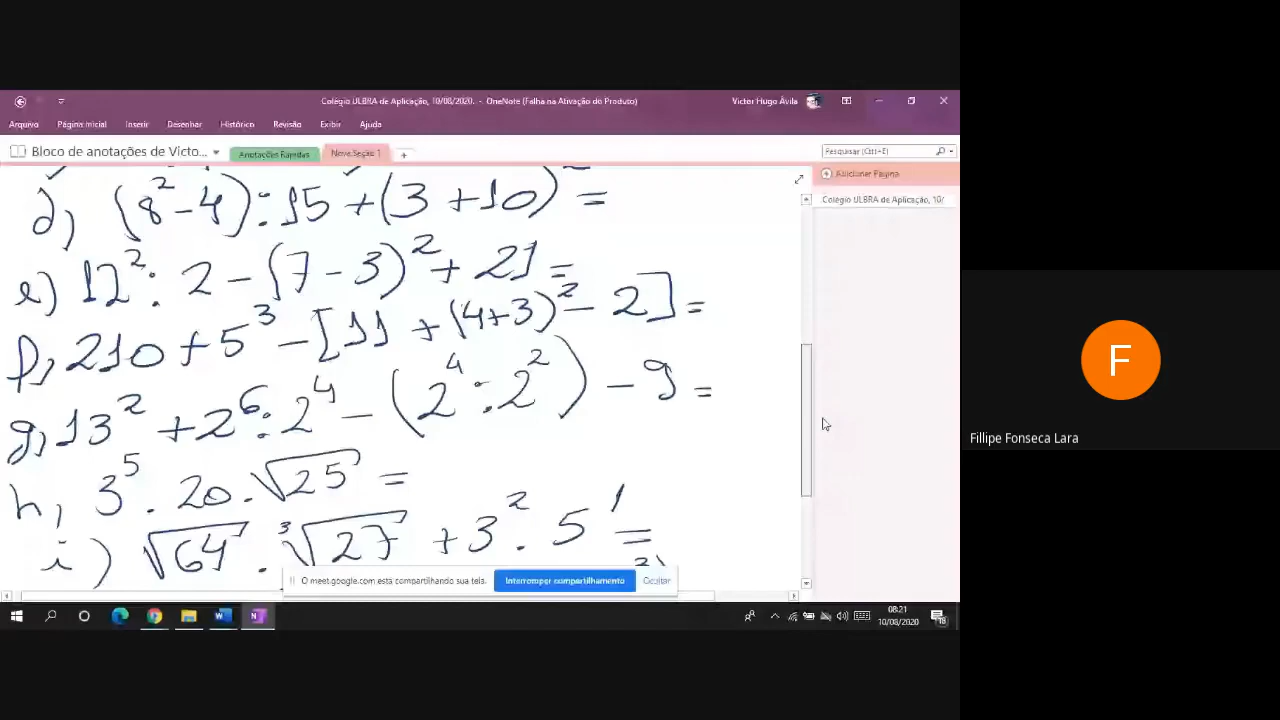 Colégio ULBRA de Aplicação, 10/08/2020. - OneNote (Falha na Ativação do Produto)
Victor Hugo Ávila
Arquivo Página Inicial Inserir Desenhar Histórico Revisão Exibir Ajuda
Bloco de anotações de Victo... Anotações Rápidas Nova Seção 1 +
Pesquisar (Ctrl+E)
Adicionar Página
Colégio ULBRA de Aplicação, 10/
d) (8² - 4) : 15 + (3 + 10)² =
e) 12² : 2 - (7 - 3)² + 21 =
f) 210 + 5³ - [11 + (4+3)² - 2] =
g) 13² + 2⁶ : 2⁴ - (2⁴ : 2²) - 9 =
h) 3⁵ . 20 . √25 =
i) √64 . ³√27 + 3² . 5¹ =
O meet.google.com está compartilhando sua tela. Interromper compartilhamento Ocultar
08:21
10/08/2020
18
F
Fillipe Fonseca Lara